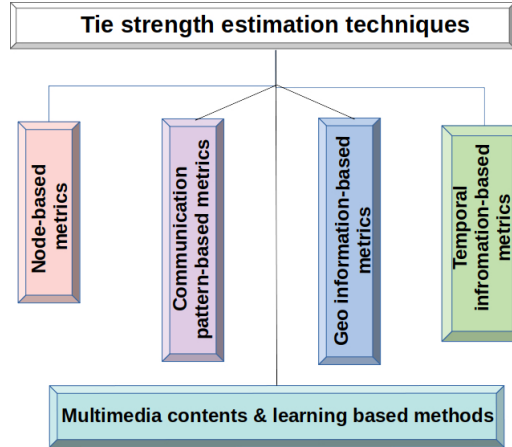 Tie strength estimation techniques
Node-based
metrics
Communication
pattern-based metrics
Geo information-based
metrics
Temporal
infromation-based
metrics
Multimedia contents & learning based methods